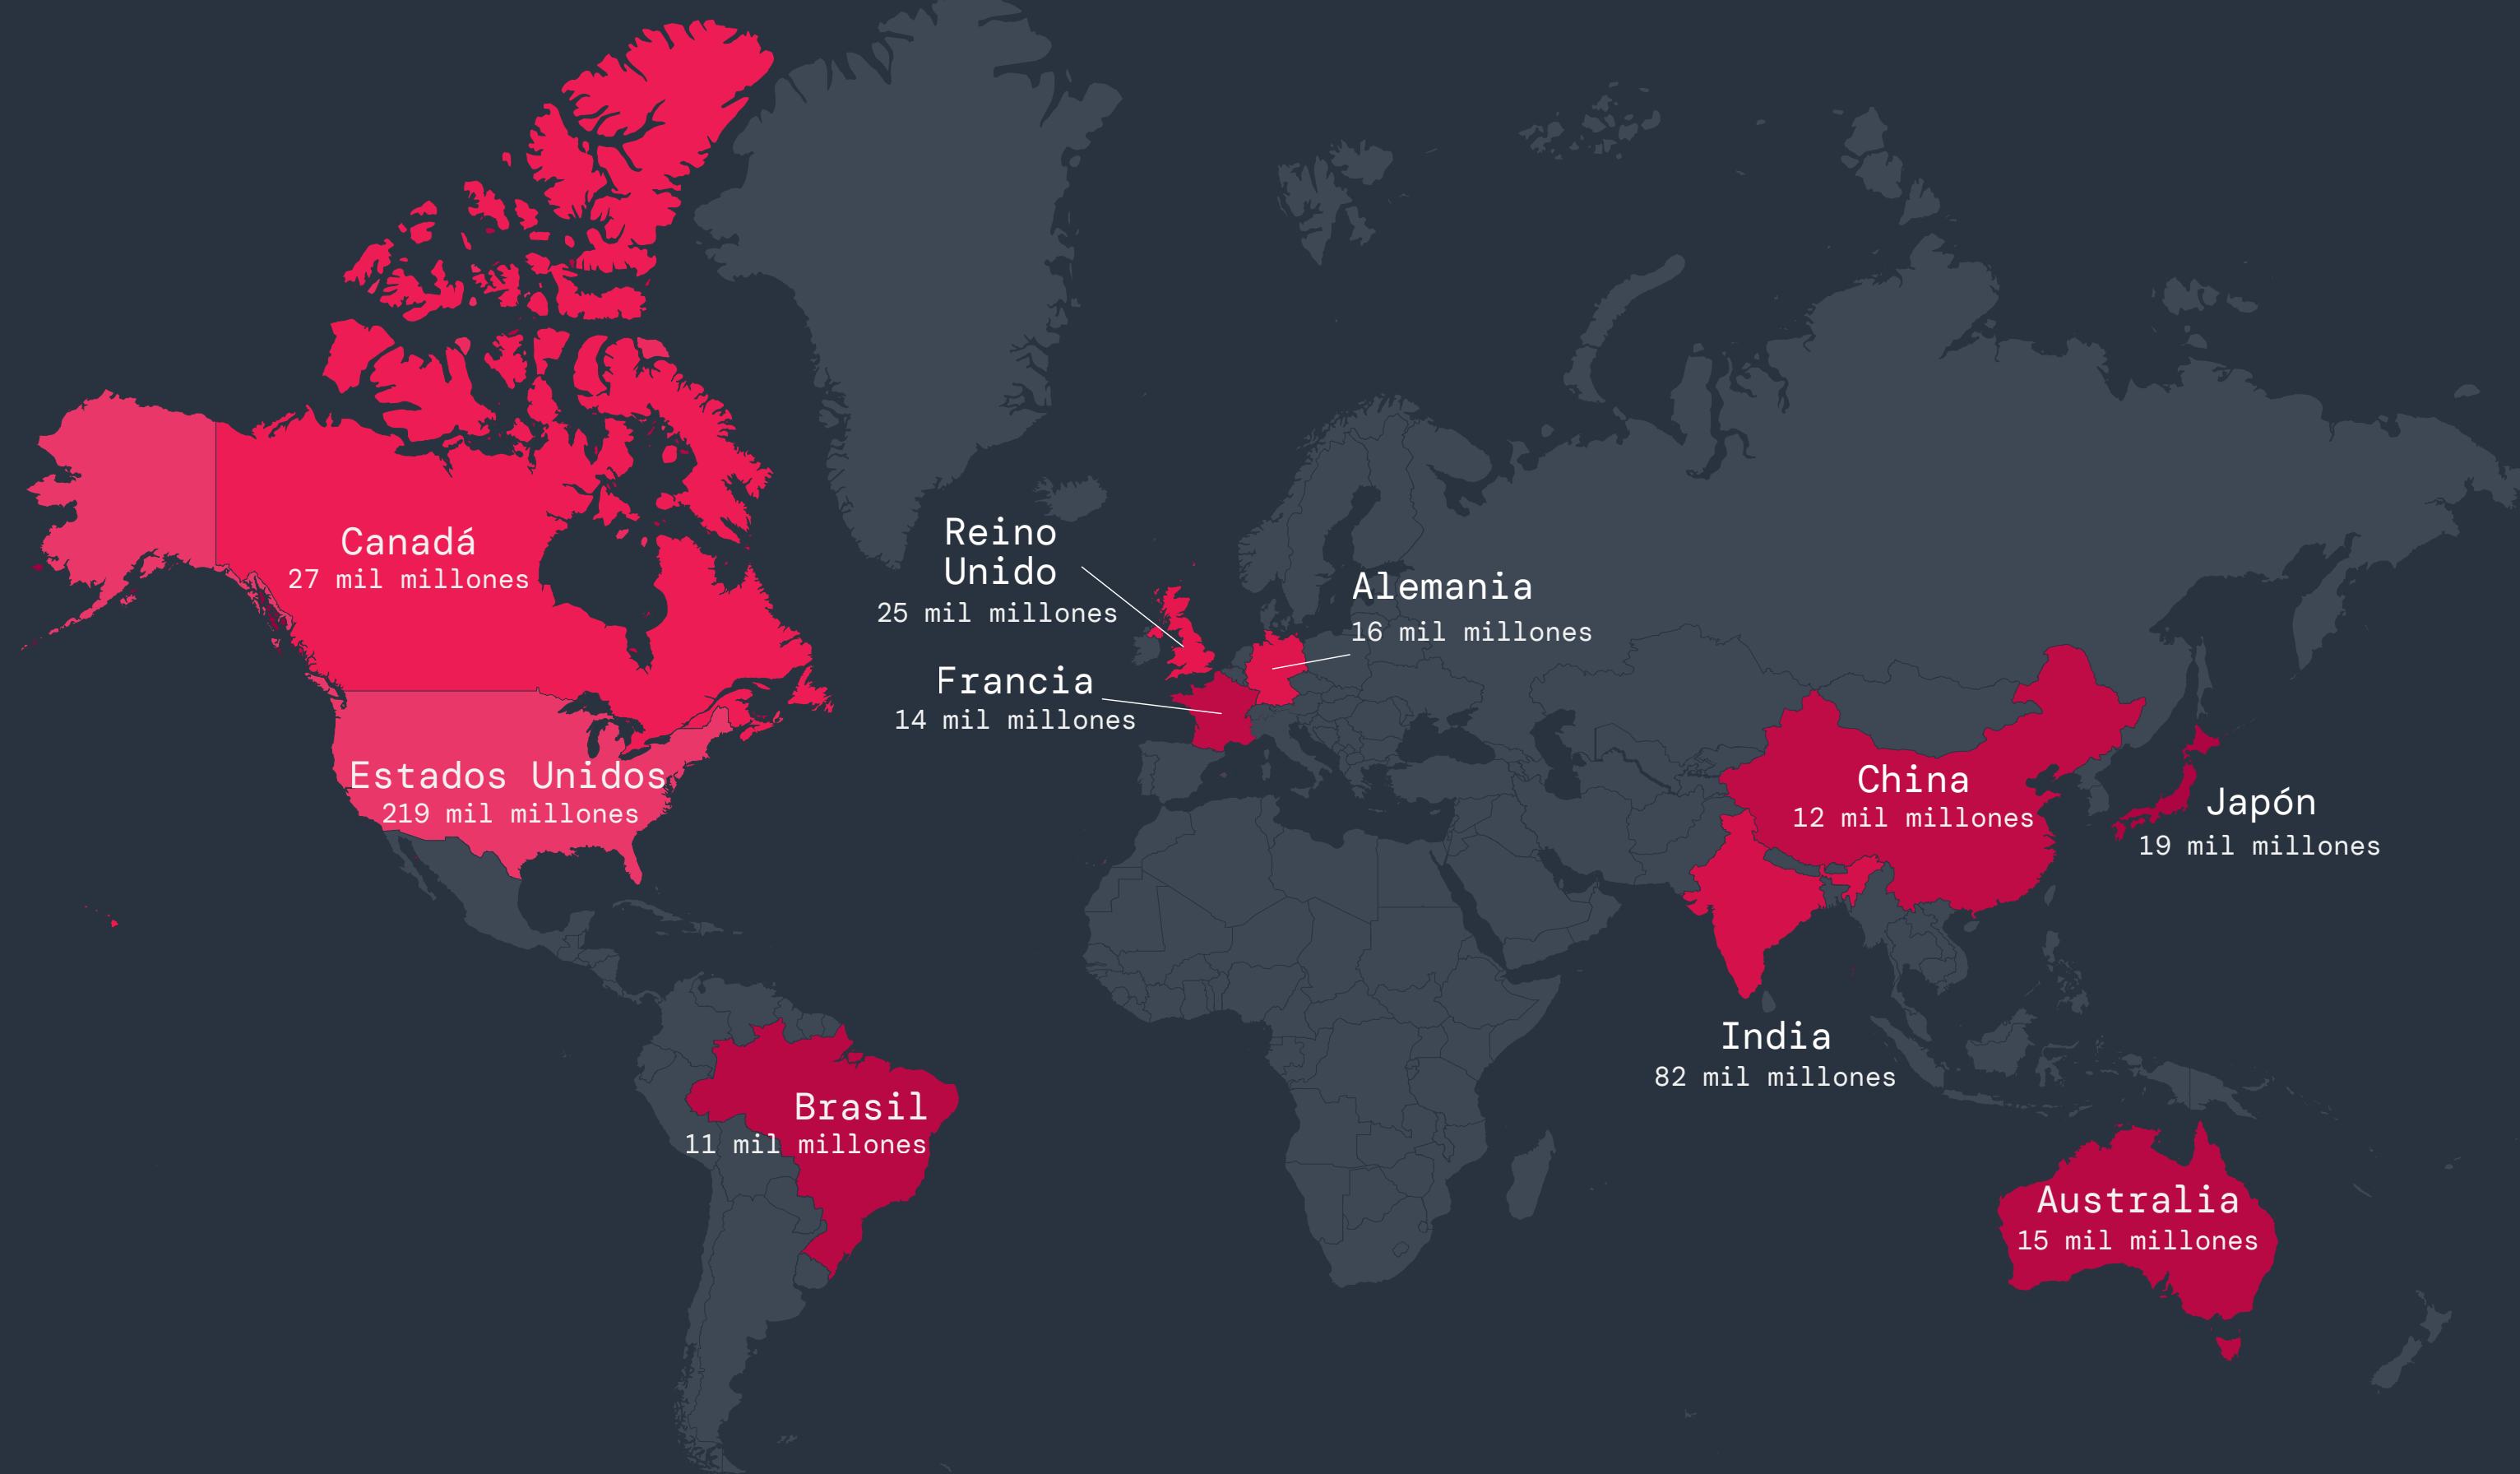 Canadá
27 mil millones
Reino
Unido
25 mil millones
Alemania
16 mil millones
Francia
14 mil millones
Estados Unidos
219 mil millones
China
12 mil millones
Japón
19 mil millones
India
82 mil millones
Brasil
11 mil millones
Australia
15 mil millones